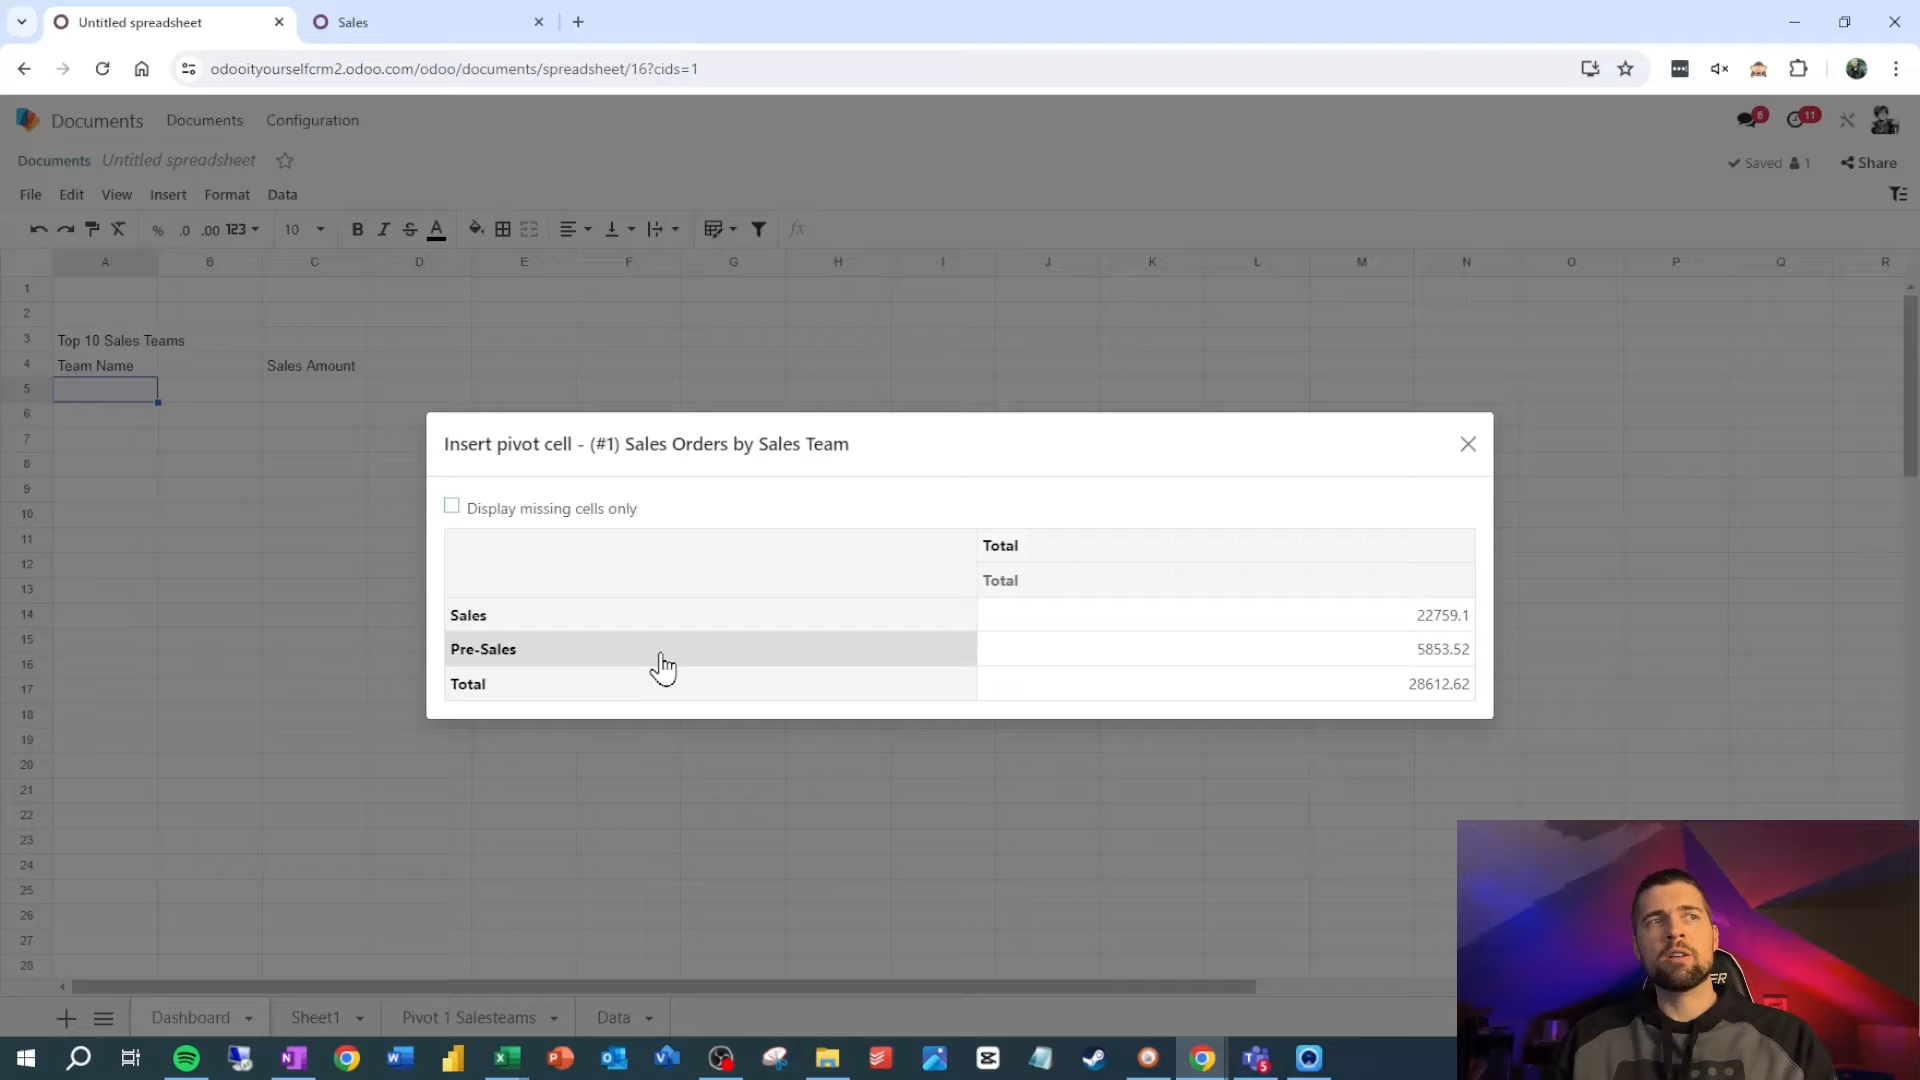 Untitled spreadsheet
Sales
odooityourselfcrm2.odoo.com/odoo/documents/spreadsheet/16?cids=1
Documents Documents Configuration
6
11
Documents Untitled spreadsheet
Saved 1 Share
File Edit View Insert Format Data
% .0 .00 123 10 B I S A fx
A B C D E F G H I J K L M N O P Q R
1
2
3 Top 10 Sales Teams
4 Team Name Sales Amount
5
6
7
8
9
10
11
12
13
14
15
16
17
18
19
20
21
22
23
24
25
26
27
28
Insert pivot cell - (#1) Sales Orders by Sales Team
Display missing cells only
Total
Total
Sales 22759.1
Pre-Sales 5853.52
Total 28612.62
Dashboard Sheet1 Pivot 1 Salesteams Data